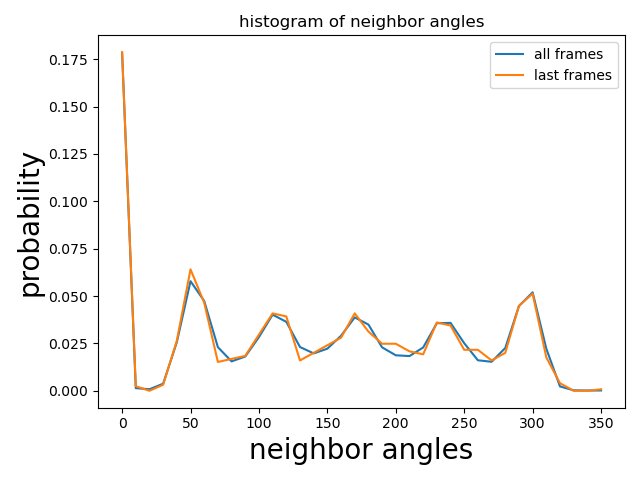 histogram of neighbor angles
all frames
last frames
probability
0.175
0.150
0.125
0.100
0.075
0.050
0.025
0.000
0 50 100 150 200 250 300 350
neighbor angles